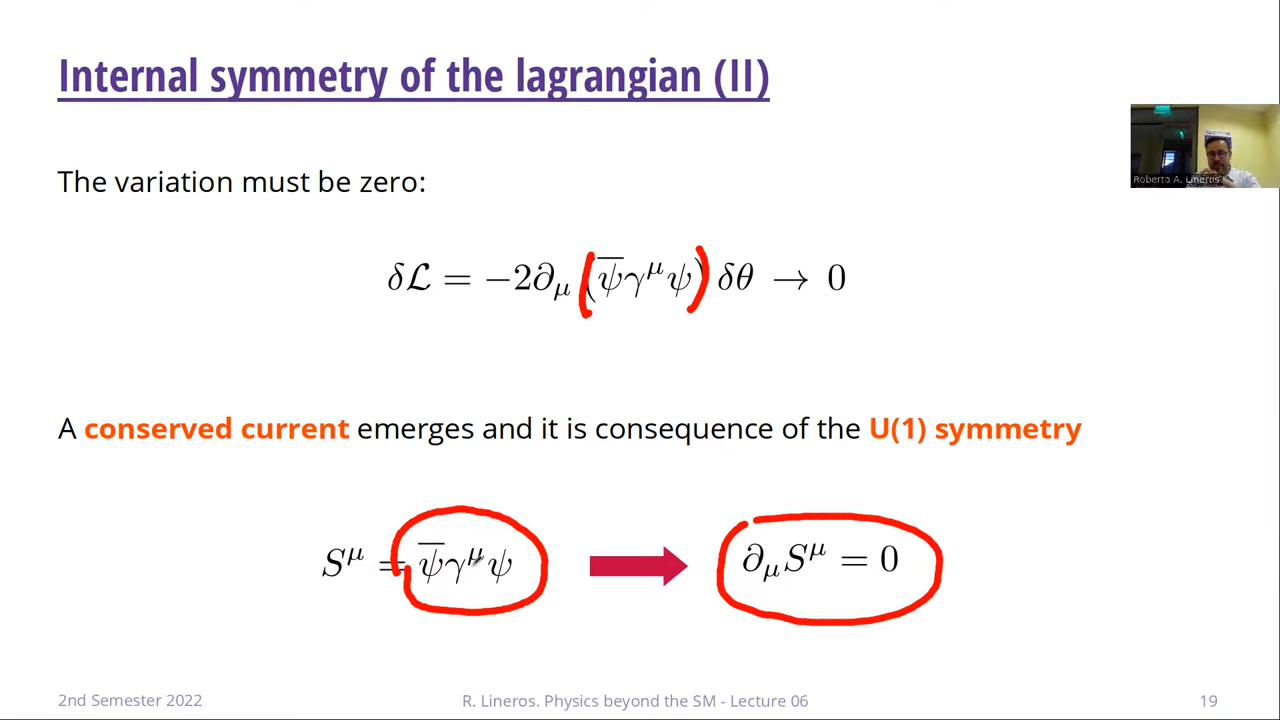 Internal symmetry of the lagrangian (II)
The variation must be zero:
Roberto A. Lineros
δℒ = −2∂_μ (ψ̅γ^μψ) δθ → 0
A conserved current emerges and it is consequence of the U(1) symmetry
S^μ = ψ̅γ^μψ ∂_μS^μ = 0
2nd Semester 2022 R. Lineros. Physics beyond the SM - Lecture 06 19